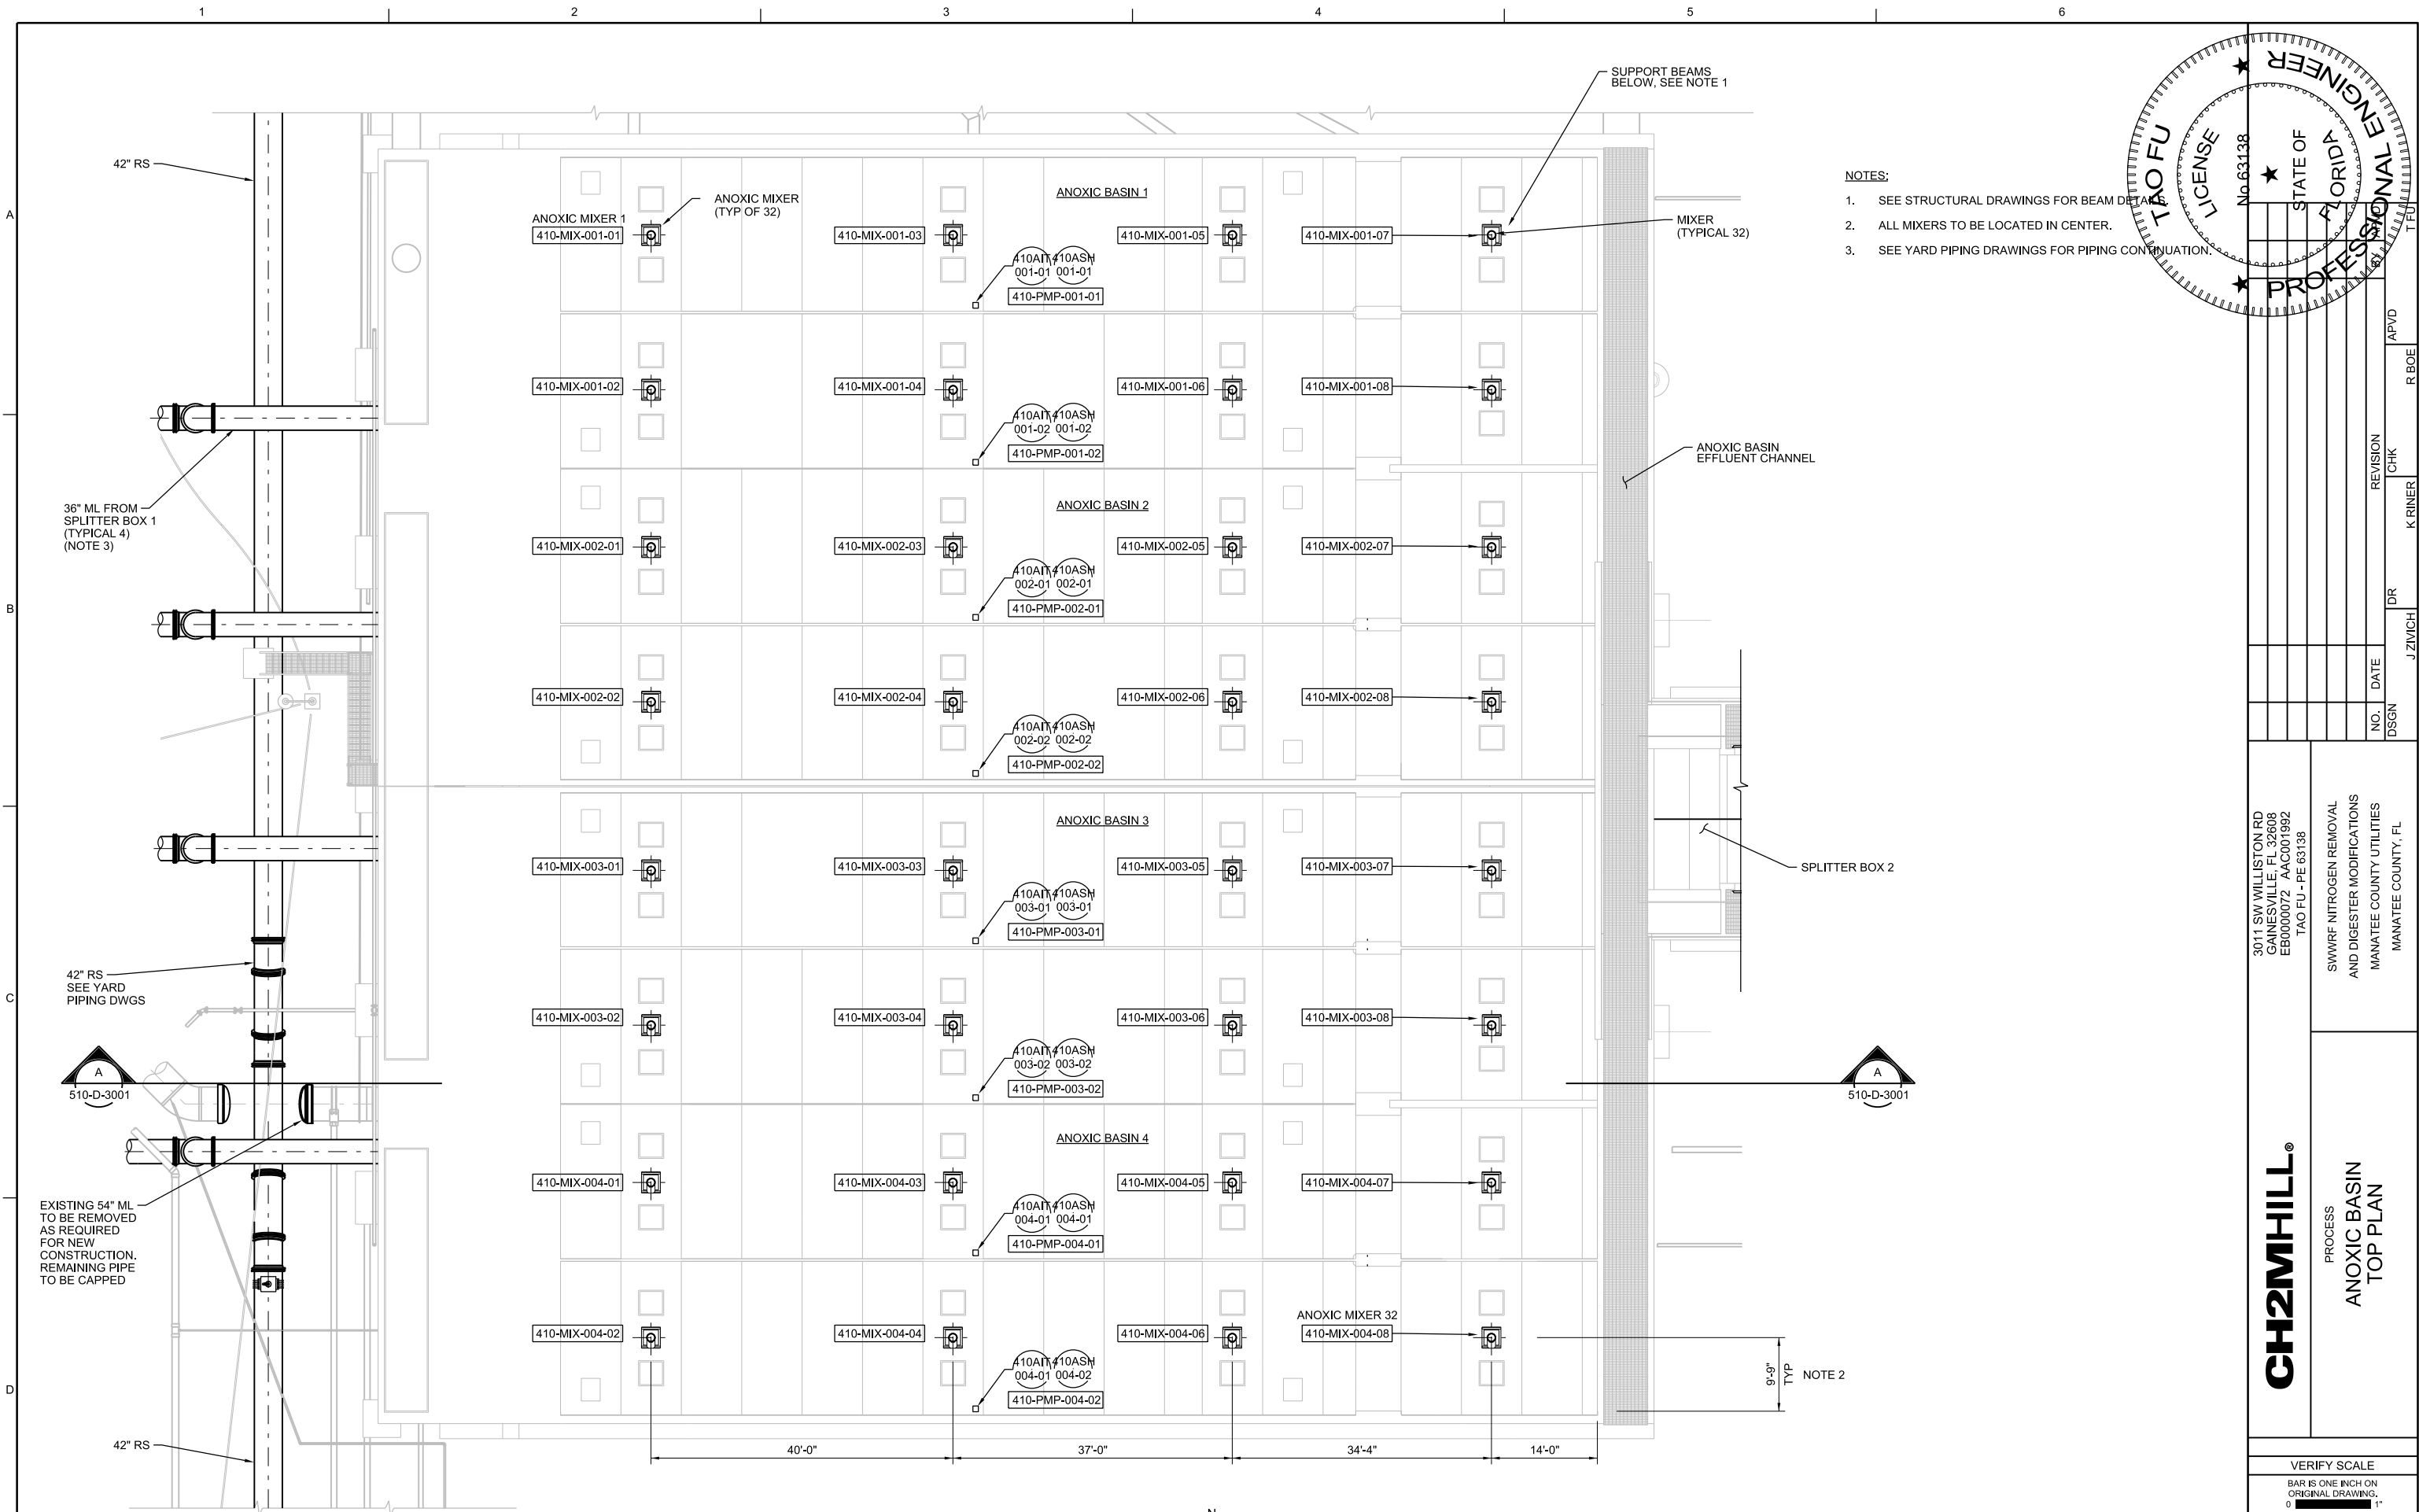 1 2 3 4 5 6
A
B
C
D
42" RS
36" ML FROM
SPLITTER BOX 1
(TYPICAL 4)
(NOTE 3)
42" RS
SEE YARD
PIPING DWGS
A
510-D-3001
EXISTING 54" ML
TO BE REMOVED
AS REQUIRED
FOR NEW
CONSTRUCTION.
REMAINING PIPE
TO BE CAPPED
42" RS
SUPPORT BEAMS
BELOW, SEE NOTE 1
ANOXIC MIXER
(TYP OF 32)
ANOXIC BASIN 1
MIXER
(TYPICAL 32)
ANOXIC MIXER 1
410-MIX-001-01
410-MIX-001-03
410-MIX-001-05
410-MIX-001-07
410AIT 410ASH
001-01 001-01
410-PMP-001-01
410-MIX-001-02
410-MIX-001-04
410-MIX-001-06
410-MIX-001-08
410AIT 410ASH
001-02 001-02
410-PMP-001-02
ANOXIC BASIN
EFFLUENT CHANNEL
ANOXIC BASIN 2
410-MIX-002-01
410-MIX-002-03
410-MIX-002-05
410-MIX-002-07
410AIT 410ASH
002-01 002-01
410-PMP-002-01
410-MIX-002-02
410-MIX-002-04
410-MIX-002-06
410-MIX-002-08
410AIT 410ASH
002-02 002-02
410-PMP-002-02
ANOXIC BASIN 3
410-MIX-003-01
410-MIX-003-03
410-MIX-003-05
410-MIX-003-07
SPLITTER BOX 2
410AIT 410ASH
003-01 003-01
410-PMP-003-01
410-MIX-003-02
410-MIX-003-04
410-MIX-003-06
410-MIX-003-08
410AIT 410ASH
003-02 003-02
410-PMP-003-02
A
510-D-3001
ANOXIC BASIN 4
410-MIX-004-01
410-MIX-004-03
410-MIX-004-05
410-MIX-004-07
410AIT 410ASH
004-01 004-01
410-PMP-004-01
ANOXIC MIXER 32
410-MIX-004-02
410-MIX-004-04
410-MIX-004-06
410-MIX-004-08
410AIT 410ASH
004-01 004-02
410-PMP-004-02
9'-9"
TYP
NOTE 2
40'-0"
37'-0"
34'-4"
14'-0"
N
NOTES:
1. SEE STRUCTURAL DRAWINGS FOR BEAM DETAILS.
2. ALL MIXERS TO BE LOCATED IN CENTER.
3. SEE YARD PIPING DRAWINGS FOR PIPING CONTINUATION.
TAO FU
PROFESSIONAL ENGINEER
LICENSE
No 63138
STATE OF
FLORIDA
NO. DATE REVISION BY
DSGN DR CHK APVD
J ZIVICH K RINER R BOE T FU
3011 SW WILLISTON RD
GAINESVILLE, FL 32608
EB0000072 AAC001992
TAO FU - PE 63138
SWWRF NITROGEN REMOVAL
AND DIGESTER MODIFICATIONS
MANATEE COUNTY UTILITIES
MANATEE COUNTY, FL
CH2MHILL®
PROCESS
ANOXIC BASIN
TOP PLAN
VERIFY SCALE
BAR IS ONE INCH ON
ORIGINAL DRAWING.
0 1"